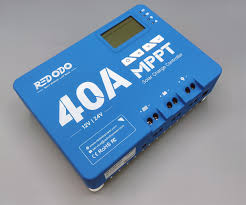 REDODO
40A
MPPT
12V | 24V
Solar Charge Controller